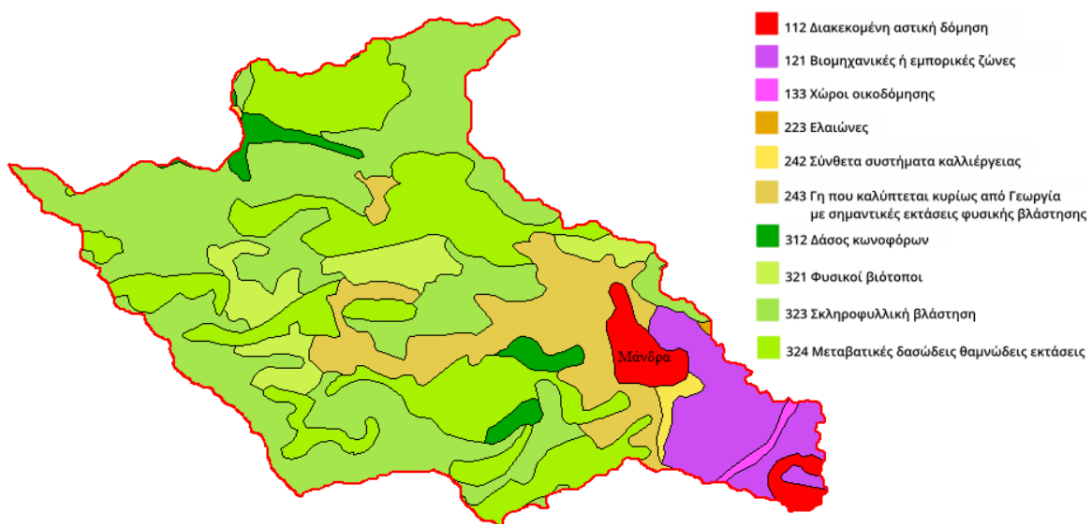 112 Διακεκομένη αστική δόμηση
121 Βιομηχανικές ή εμπορικές ζώνες
133 Χώροι οικοδόμησης
223 Ελαιώνες
242 Σύνθετα συστήματα καλλιέργειας
243 Γη που καλύπτεται κυρίως από Γεωργία
με σημαντικές εκτάσεις φυσικής βλάστησης
312 Δάσος κωνοφόρων
321 Φυσικοί βιότοποι
323 Σκληροφυλλική βλάστηση
324 Μεταβατικές δασώδεις θαμνώδεις εκτάσεις
Μάνδρα